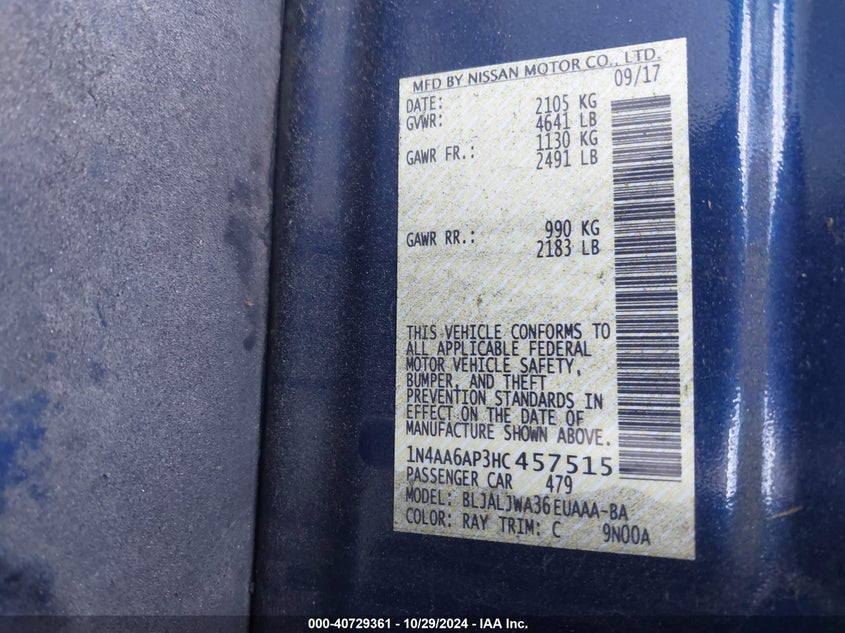 MFD BY NISSAN MOTOR CO., LTD.
DATE: 09/17
GVWR: 2105 KG
4641 LB
GAWR FR.: 1130 KG
2491 LB
GAWR RR.: 990 KG
2183 LB
THIS VEHICLE CONFORMS TO
ALL APPLICABLE FEDERAL
MOTOR VEHICLE SAFETY,
BUMPER, AND THEFT
PREVENTION STANDARDS IN
EFFECT ON THE DATE OF
MANUFACTURE SHOWN ABOVE.
1N4AA6AP3HC457515
PASSENGER CAR 479
MODEL: BLJALJWA36EUAAA-BA
COLOR: RAY TRIM: C 9N00A
000-40729361 - 10/29/2024 - IAA Inc.